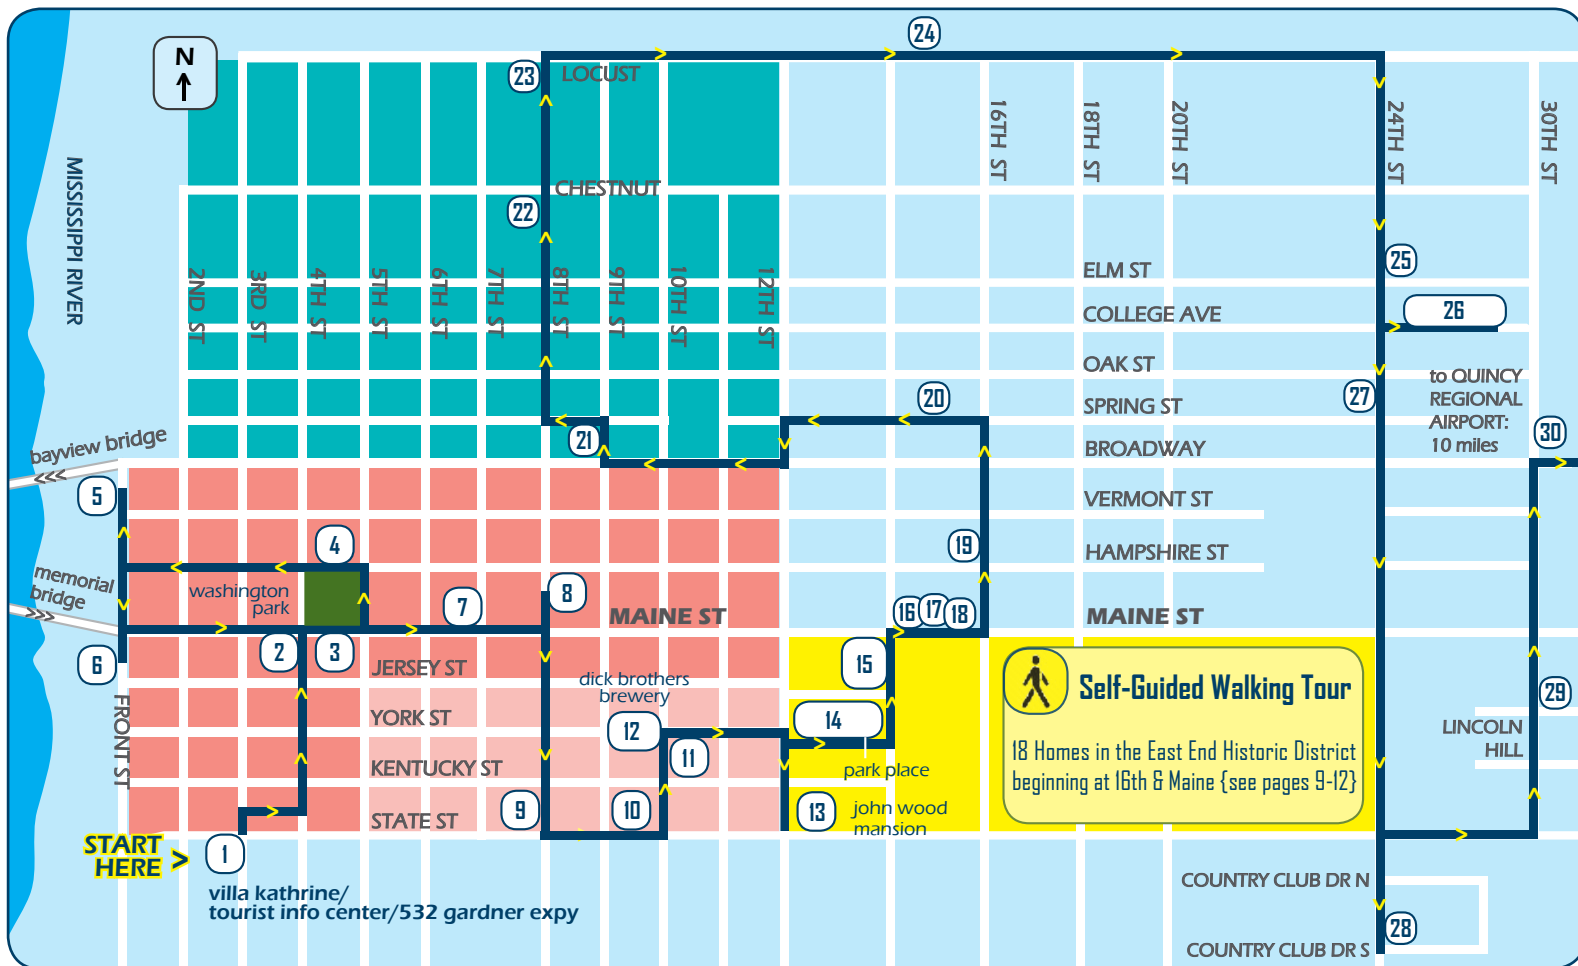 N
24
23
LOCUST
16TH ST
18TH ST
20TH ST
24TH ST
30TH ST
MISSISSIPPI RIVER
CHESTNUT
22
2ND ST
3RD ST
4TH ST
5TH ST
6TH ST
7TH ST
8TH ST
9TH ST
10TH ST
12TH ST
ELM ST
25
COLLEGE AVE
26
OAK ST
to QUINCY
REGIONAL
AIRPORT:
10 miles
27
SPRING ST
20
21
BROADWAY
30
bayview bridge
<<<
5
VERMONT ST
4
19
HAMPSHIRE ST
memorial
bridge
>>>
washington
park
7
8
MAINE ST
16
17
18
MAINE ST
6
2
3
JERSEY ST
15
dick brothers
brewery
Self-Guided Walking Tour
18 Homes in the East End Historic District
beginning at 16th & Maine {see pages 9-12}
FRONT ST
YORK ST
12
14
29
LINCOLN
HILL
KENTUCKY ST
11
park place
9
10
13
john wood
mansion
STATE ST
START
HERE >
1
villa kathrine/
tourist info center/532 gardner expy
COUNTRY CLUB DR N
28
COUNTRY CLUB DR S